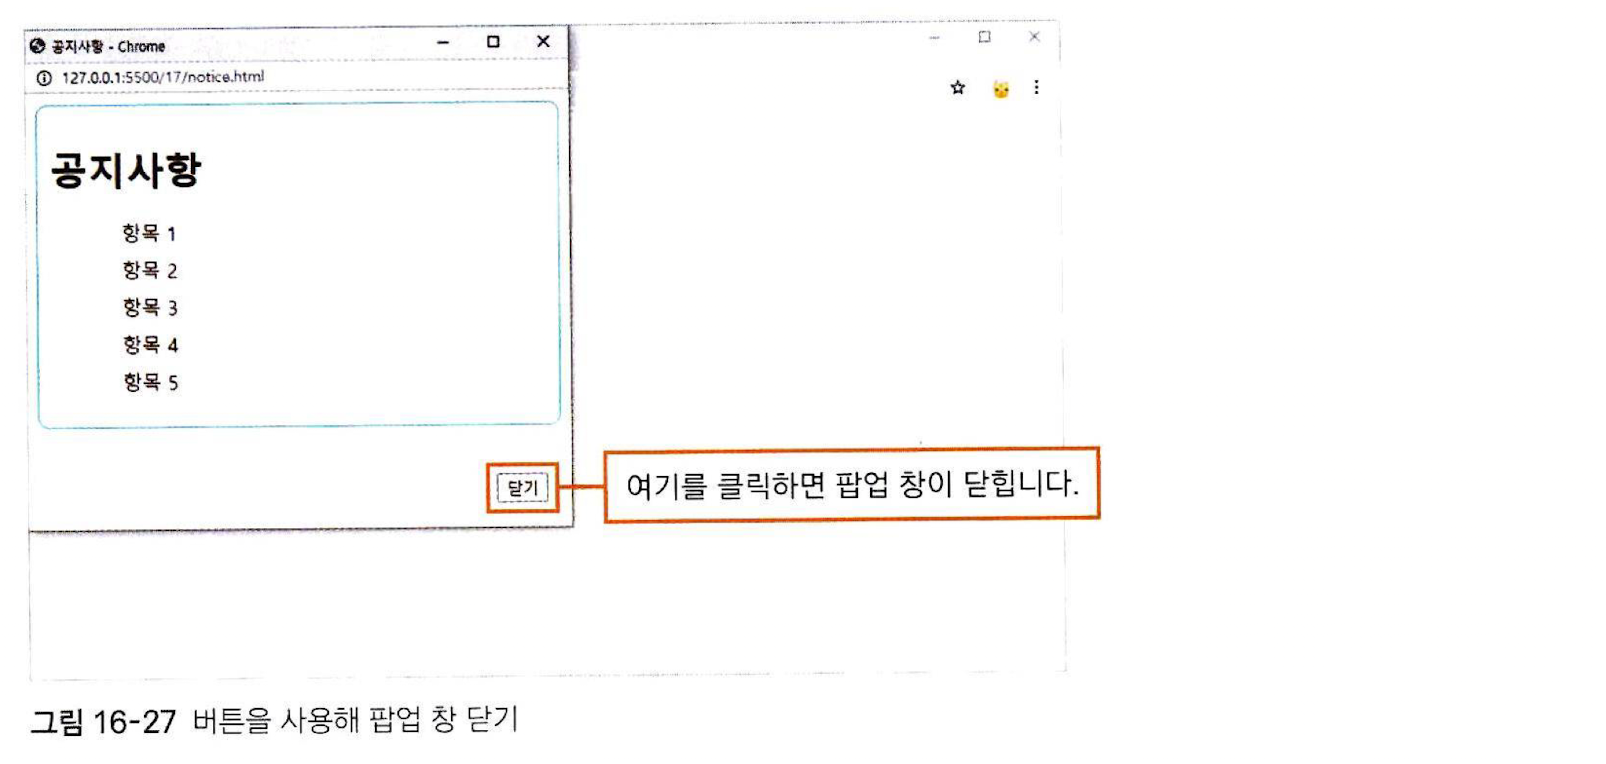 공지사항 - Chrome
127.0.0.1:5500/17/notice.html
공지사항
항목 1
항목 2
항목 3
항목 4
항목 5
닫기
여기를 클릭하면 팝업 창이 닫힙니다.
그림 16-27 버튼을 사용해 팝업 창 닫기